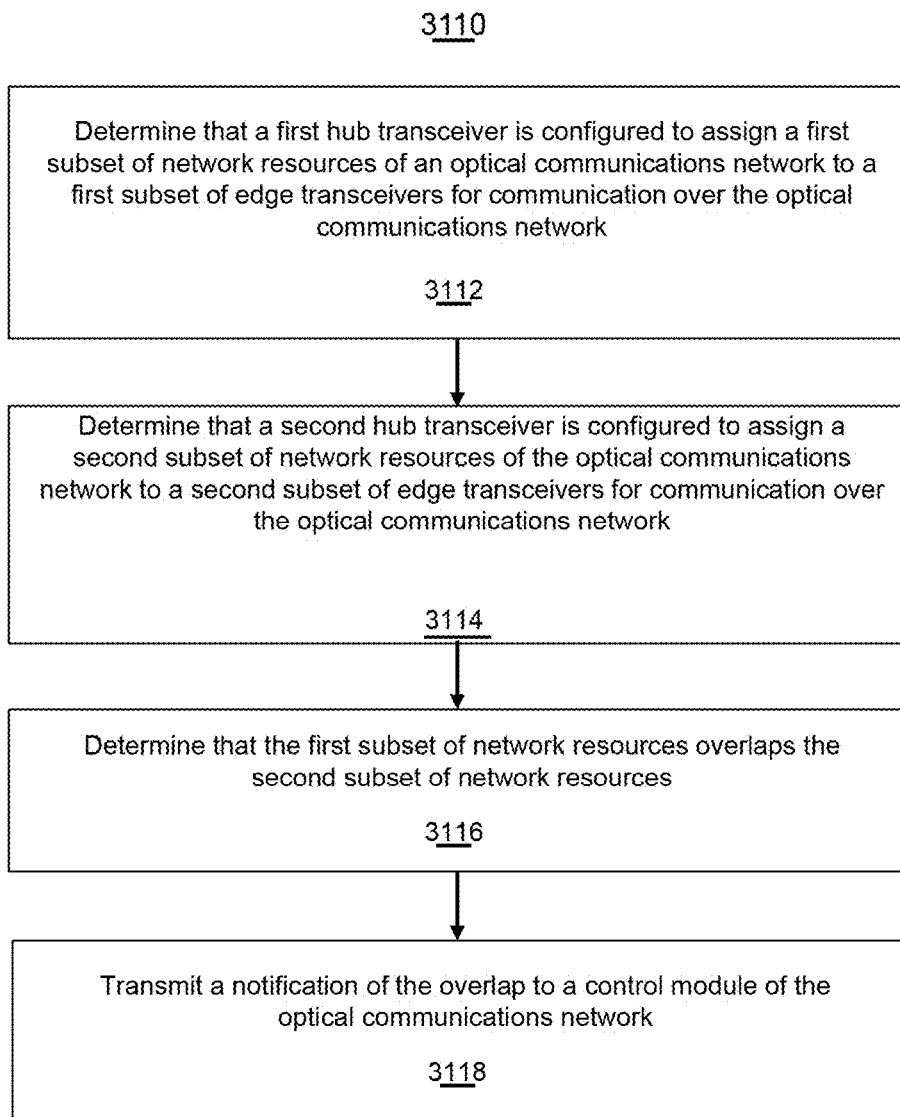 3110
Determine that a first hub transceiver is configured to assign a first
subset of network resources of an optical communications network to a
first subset of edge transceivers for communication over the optical
communications network
3112
Determine that a second hub transceiver is configured to assign a
second subset of network resources of the optical communications
network to a second subset of edge transceivers for communication over
the optical communications network
3114
Determine that the first subset of network resources overlaps the
second subset of network resources
3116
Transmit a notification of the overlap to a control module of the
optical communications network
3118